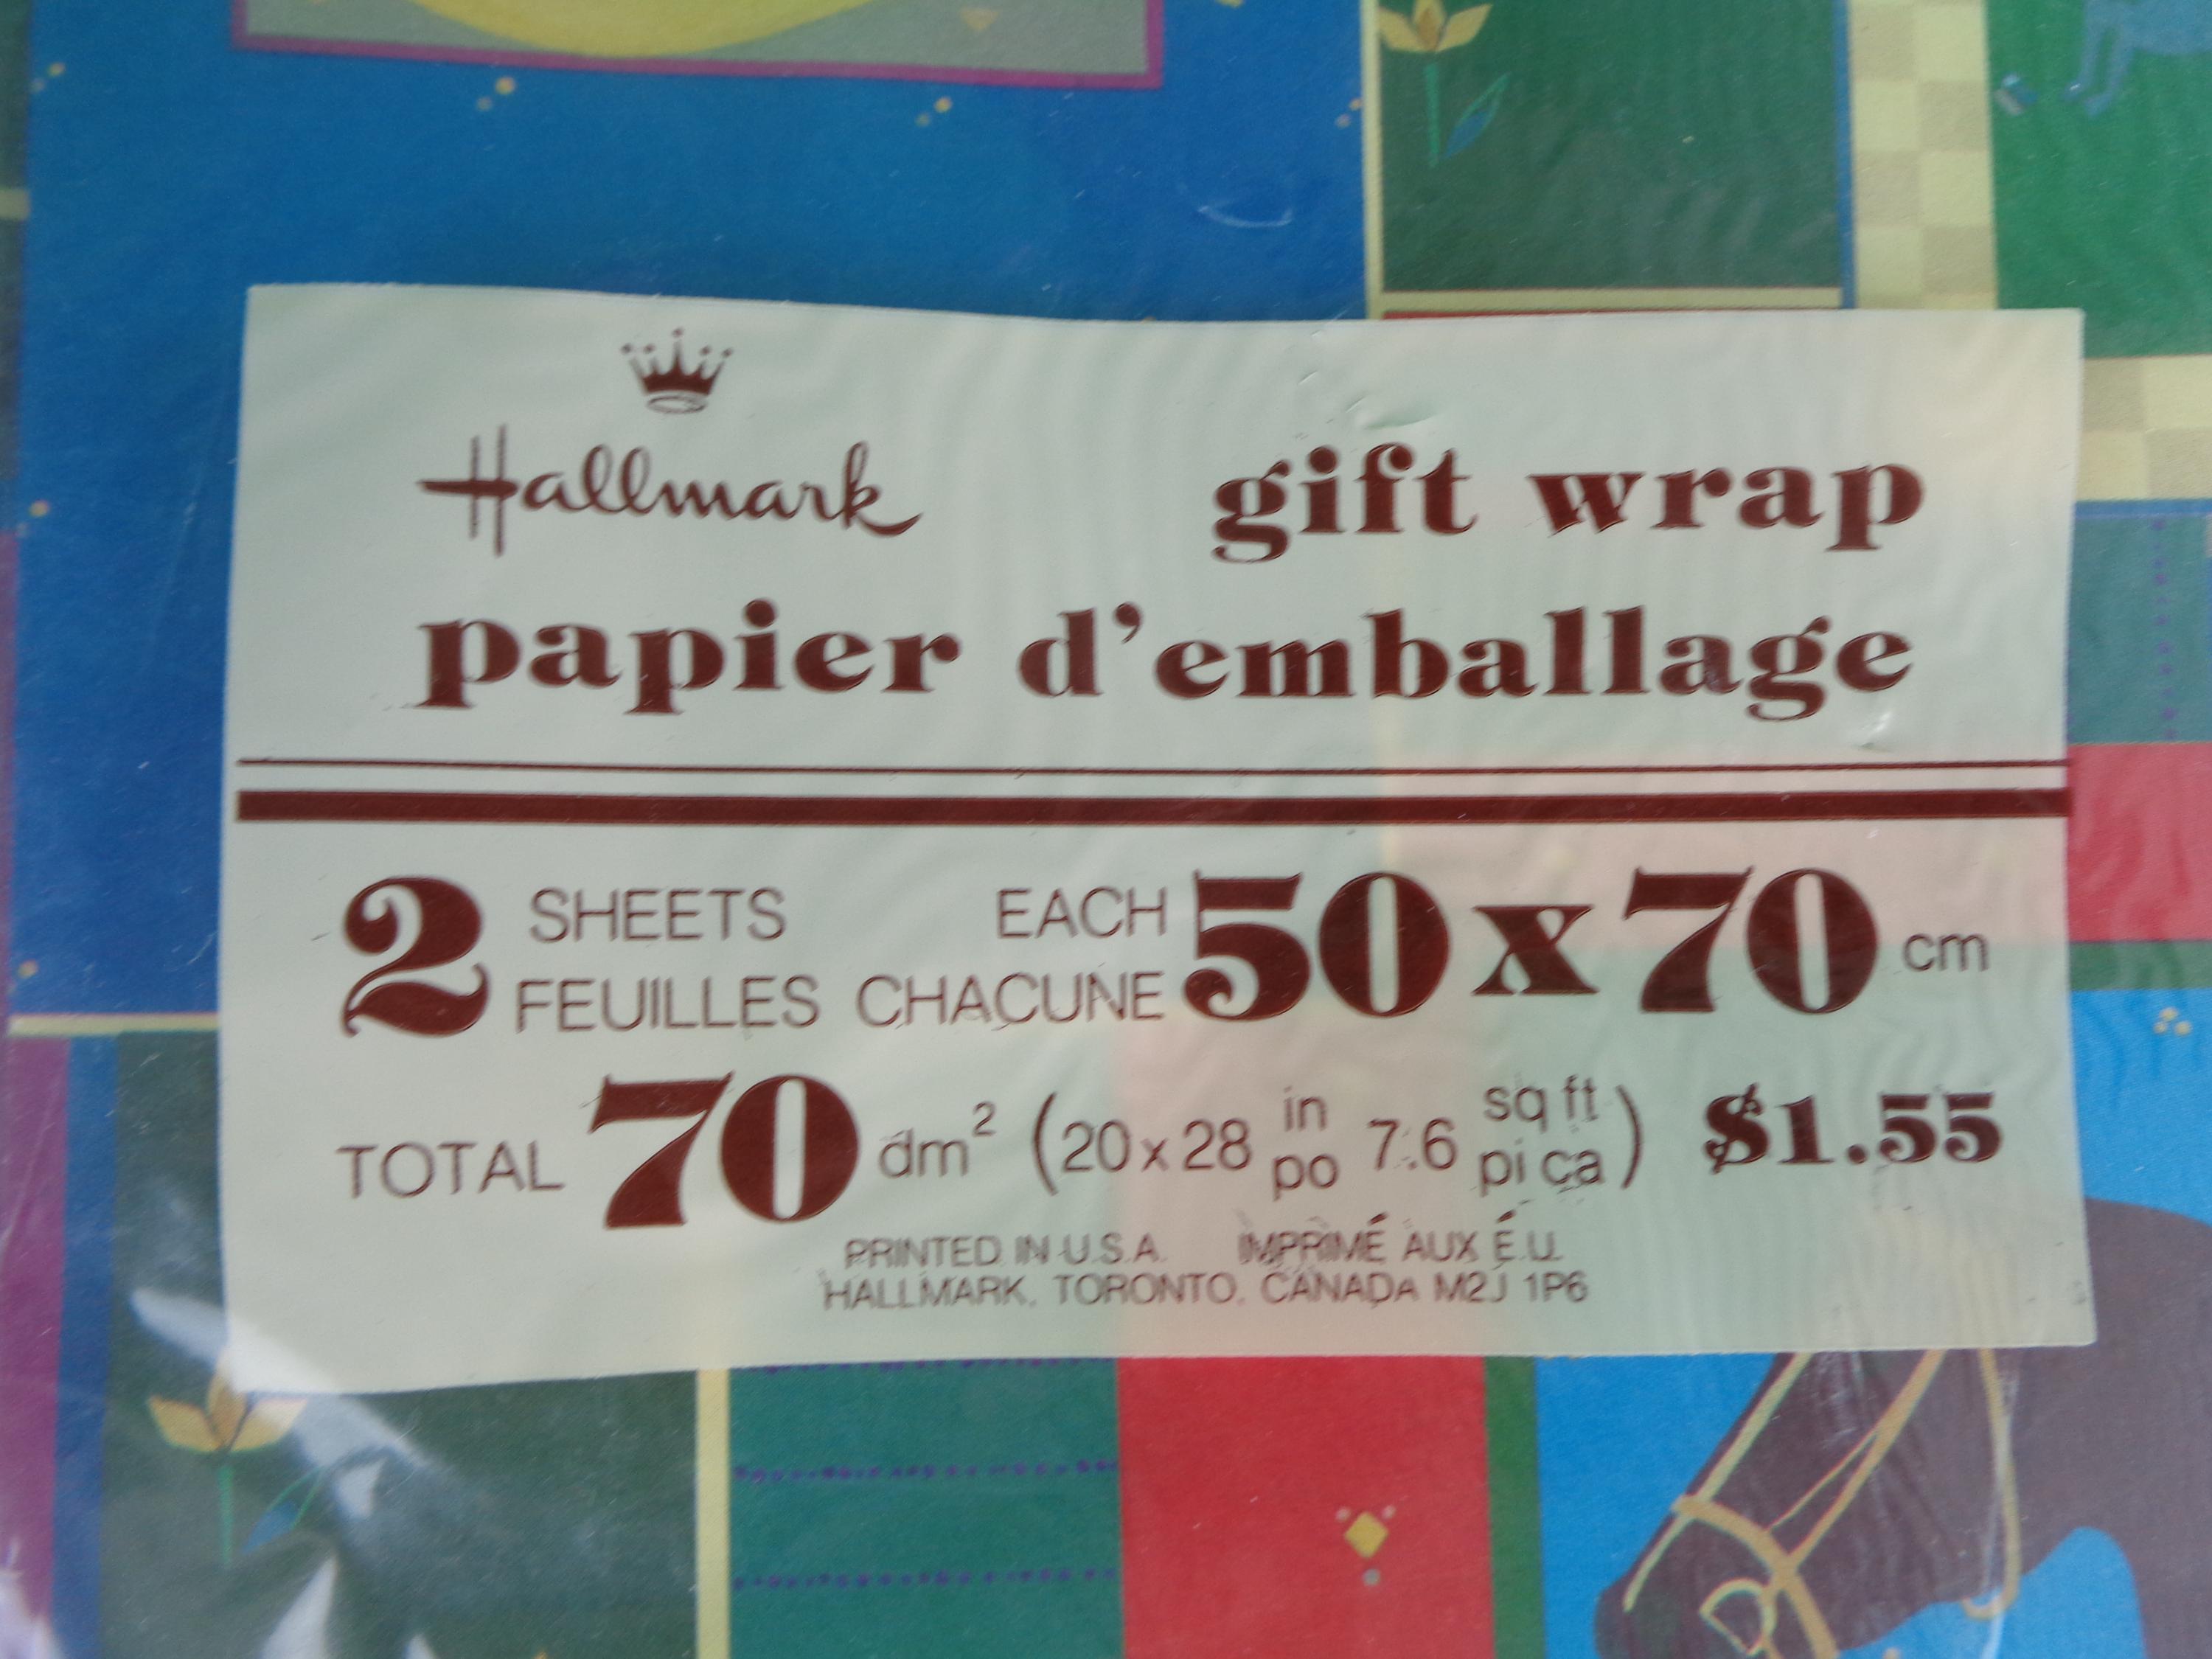 Hallmark gift wrap
papier d'emballage
2 SHEETS EACH 50 x 70 cm
FEUILLES CHACUNE
TOTAL 70 dm² (20 x 28 in 7.6 sq ft) $1.55
po pi ca
PRINTED IN U.S.A. IMPRIMÉ AUX É.U.
HALLMARK, TORONTO, CANADA M2J 1P6